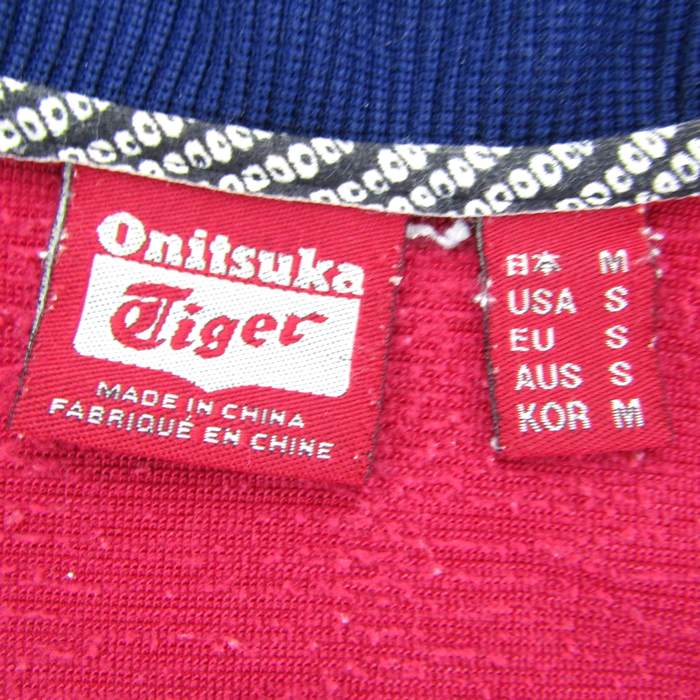 Onitsuka
Tiger
MADE IN CHINA
FABRIQUÉ EN CHINE
日本 M
USA S
EU S
AUS S
KOR M